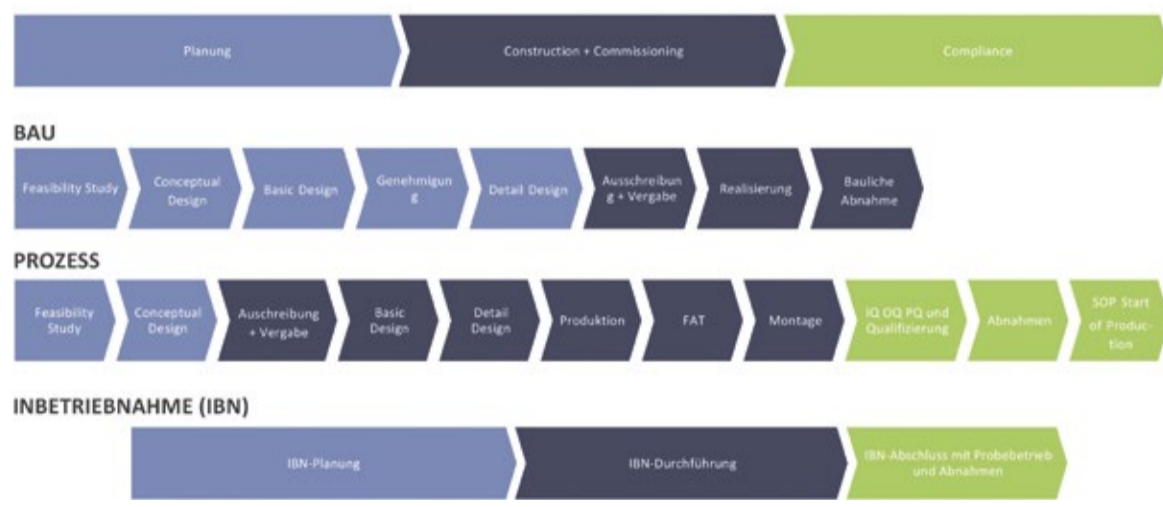 Planung
Construction + Commissioning
Compliance
BAU
Feasibility Study
Conceptual
Design
Basic Design
Genehmigun
g
Detail Design
Ausschreibun
g + Vergabe
Realisierung
Bauliche
Abnahme
PROZESS
Feasibility
Study
Conceptual
Design
Auschreibung
+ Vergabe
Basic
Design
Detail
Design
Produktion
FAT
Montage
IQ OQ PQ und
Qualifizierung
Abnahmen
SOP Start
of Produc-
tion
INBETRIEBNAHME (IBN)
IBN-Planung
IBN-Durchführung
IBN-Abschluss mit Probebetrieb
und Abnahmen